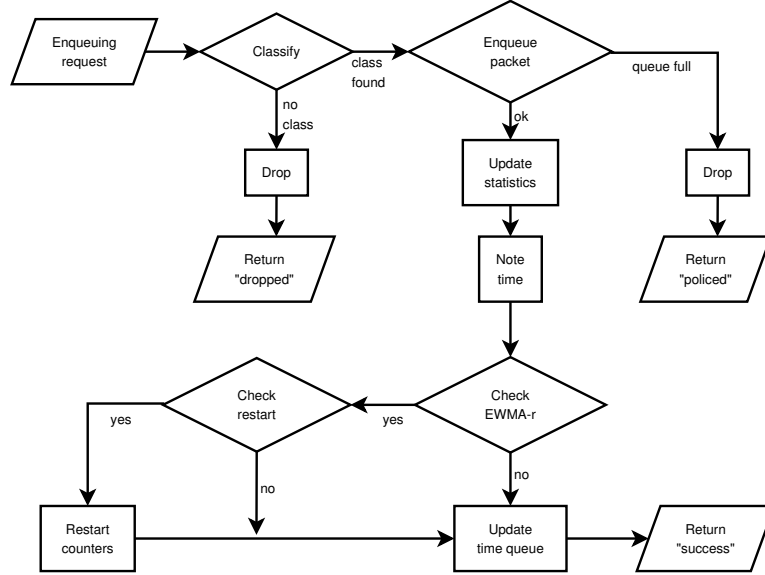 Enqueuing
request
Classify
class
found
Enqueue
packet
queue full
no
class
ok
Drop
Update
statistics
Drop
Return
"dropped"
Note
time
Return
"policed"
Check
restart
Check
EWMA-r
yes
yes
no
no
Restart
counters
Update
time queue
Return
"success"